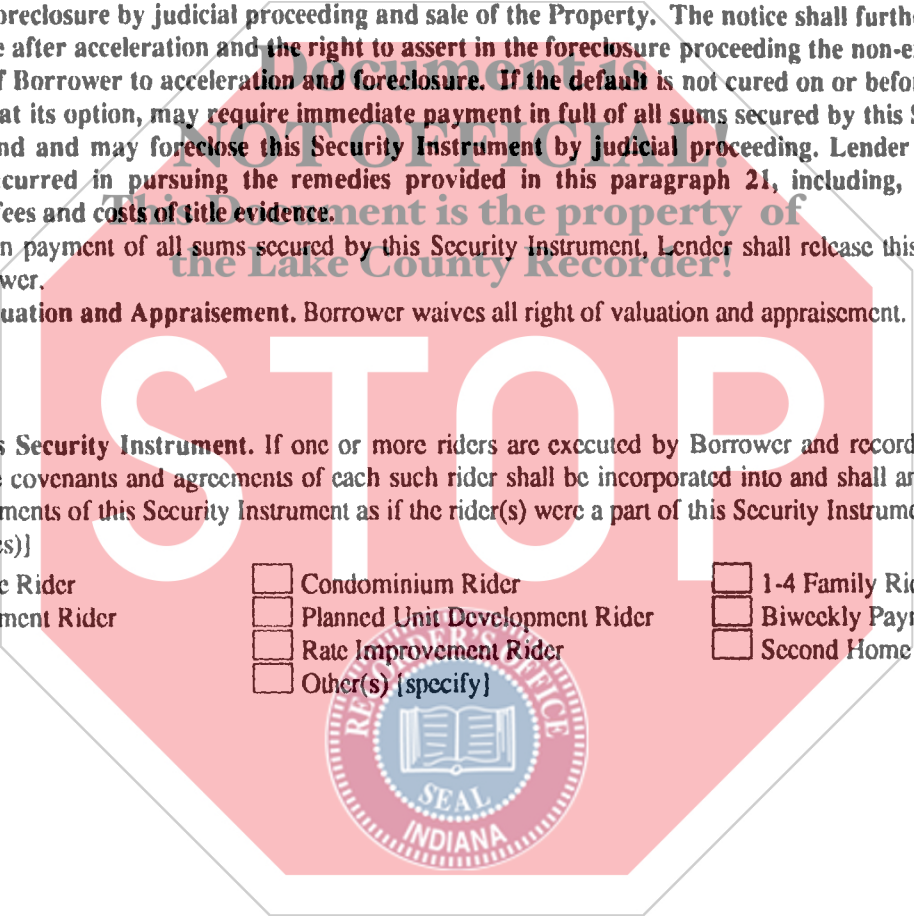 oreclosure by judicial proceeding and sale of the Property. The notice shall furthe
e after acceleration and the right to assert in the foreclosure proceeding the non-e
f Borrower to acceleration and foreclosure. If the default is not cured on or befor
at its option, may require immediate payment in full of all sums secured by this S
nd and may foreclose this Security Instrument by judicial proceeding. Lender
curred in pursuing the remedies provided in this paragraph 21, including,
fees and costs of title evidence.
n payment of all sums secured by this Security Instrument, Lender shall release this
wer.
uation and Appraisement. Borrower waives all right of valuation and appraisement.
s Security Instrument. If one or more riders are executed by Borrower and record
e covenants and agreements of each such rider shall be incorporated into and shall am
ments of this Security Instrument as if the rider(s) were a part of this Security Instrume
es)]
e Rider Condominium Rider 1-4 Family Rid
ment Rider Planned Unit Development Rider Biweekly Payn
Rate Improvement Rider Second Home
Other(s) [specify]
Document is
NOT OFFICIAL!
This Document is the property of
the Lake County Recorder!
STOP
RECORDER'S OFFICE
SEAL
INDIANA